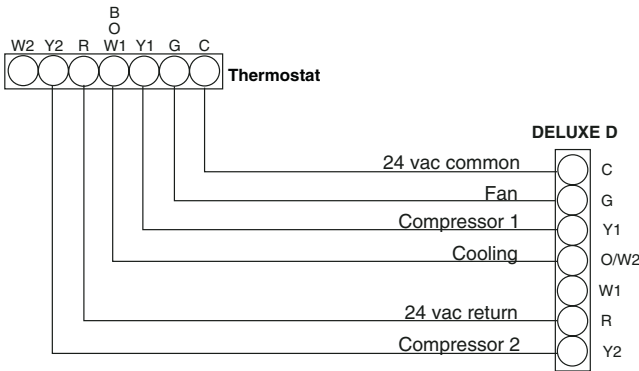 B
O
W2 Y2 R W1 Y1 G C
Thermostat
DELUXE D
24 vac common C
Fan G
Compressor 1 Y1
Cooling O/W2
W1
24 vac return R
Compressor 2 Y2